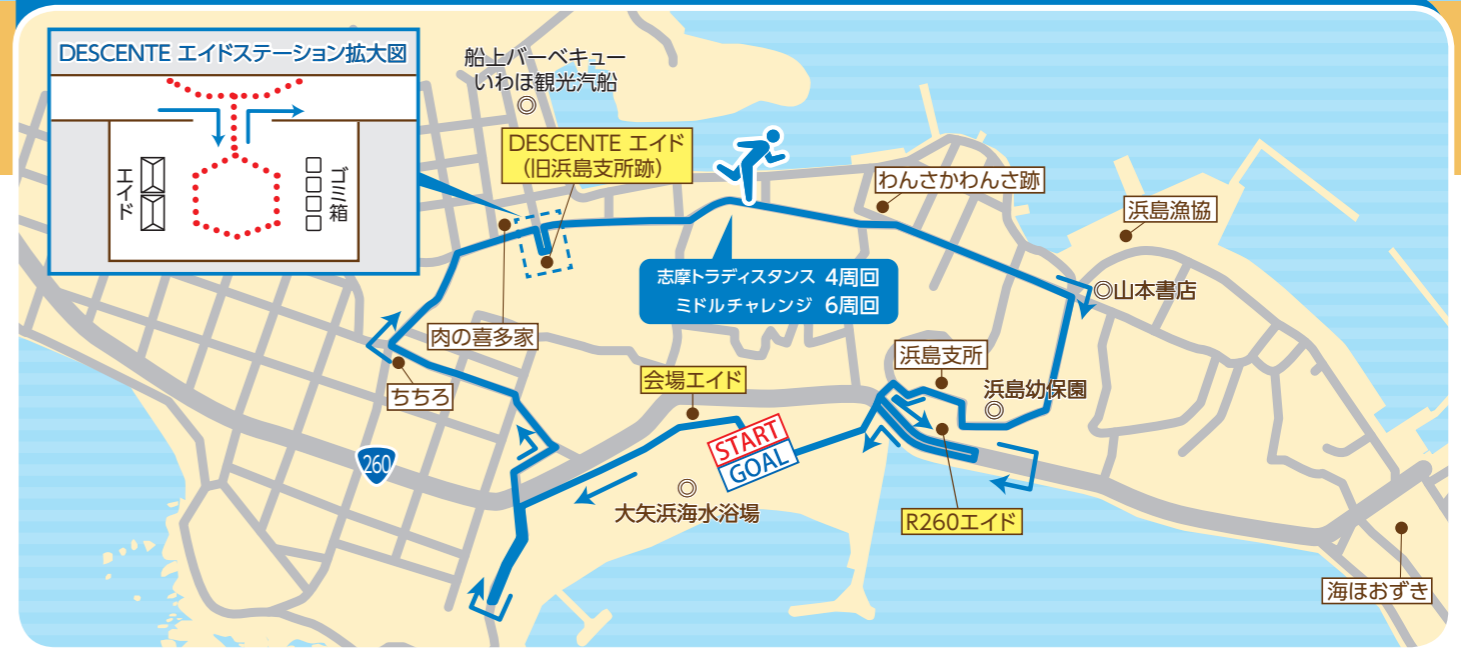 DESCENTE エイドステーション拡大図
エイド
ゴミ箱
船上バーベキュー
いわほ観光汽船
DESCENTE エイド
(旧浜島支所跡)
わんさかわんさ跡
浜島漁協
志摩トラディスタンス 4周回
ミドルチャレンジ 6周回
山本書店
肉の喜多家
浜島支所
浜島幼保園
会場エイド
ちちろ
START
GOAL
260
大矢浜海水浴場
R260エイド
海ほおずき